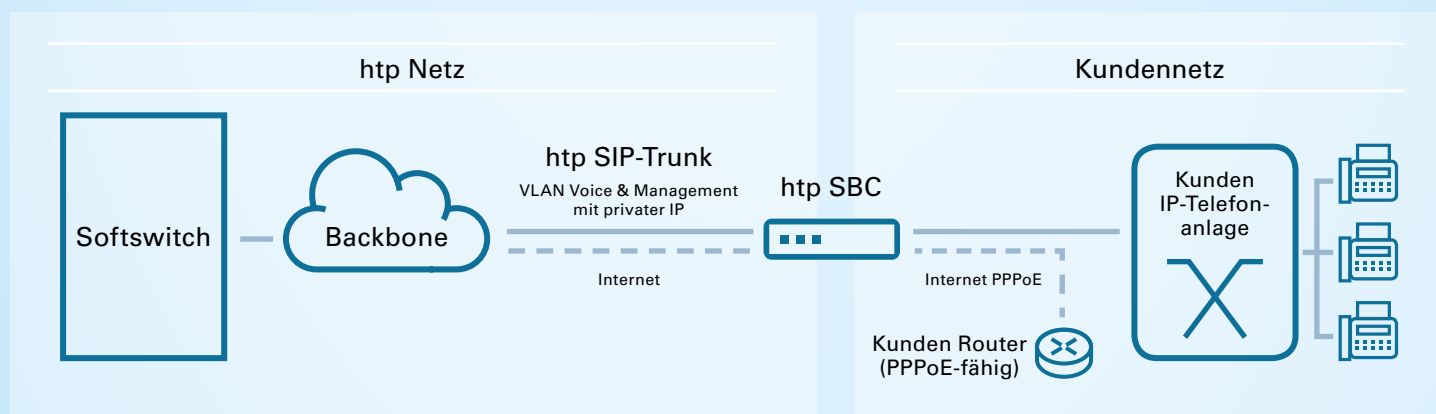 htp Netz
Kundennetz
Softswitch
Backbone
htp SIP-Trunk
VLAN Voice & Management
mit privater IP
Internet
htp SBC
Internet PPPoE
Kunden Router
(PPPoE-fähig)
Kunden
IP-Telefon-
anlage